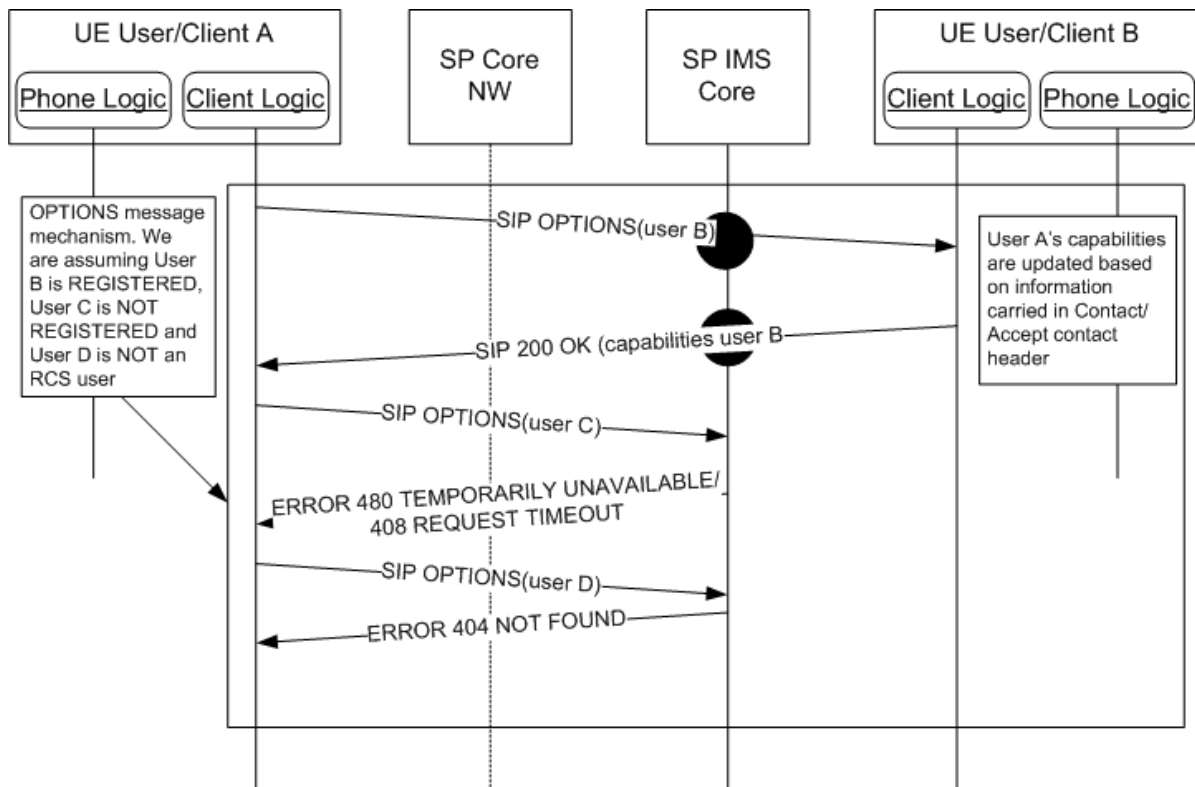 UE User/Client A
Phone Logic
Client Logic
SP Core
NW
SP IMS
Core
UE User/Client B
Client Logic
Phone Logic
OPTIONS message
mechanism. We
are assuming User
B is REGISTERED,
User C is NOT
REGISTERED and
User D is NOT an
RCS user
SIP OPTIONS(user B)
User A's capabilities
are updated based
on information
carried in Contact/
Accept contact
header
SIP 200 OK (capabilities user B
SIP OPTIONS(user C)
ERROR 480 TEMPORARILY UNAVAILABLE/
408 REQUEST TIMEOUT
SIP OPTIONS(user D)
ERROR 404 NOT FOUND